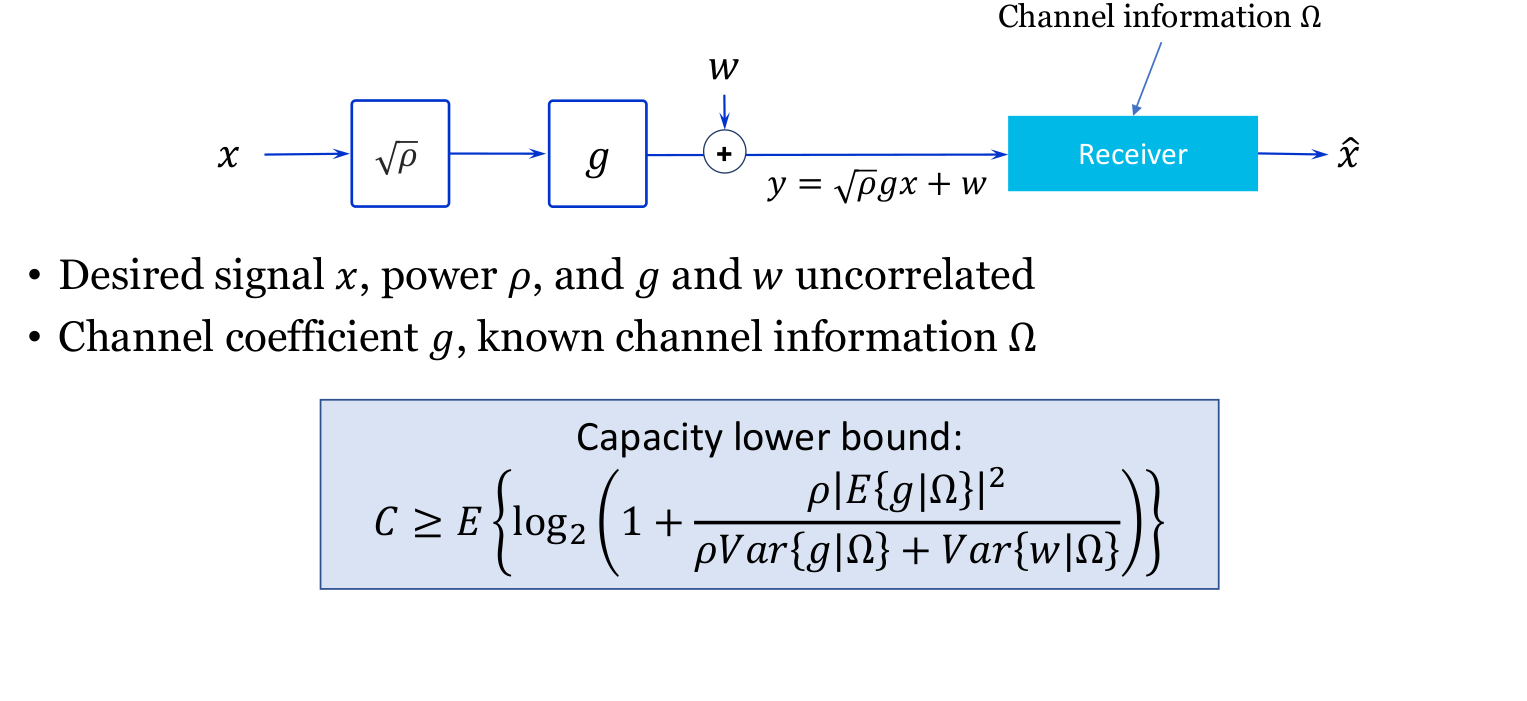 Channel information Ω
w
x
√ρ
g
+
Receiver
x̂
y = √ρgx + w
• Desired signal x, power ρ, and g and w uncorrelated
• Channel coefficient g, known channel information Ω
Capacity lower bound:
C ≥ E {log₂ (1 + ρ|E{g|Ω}|² / ρVar{g|Ω} + Var{w|Ω})}